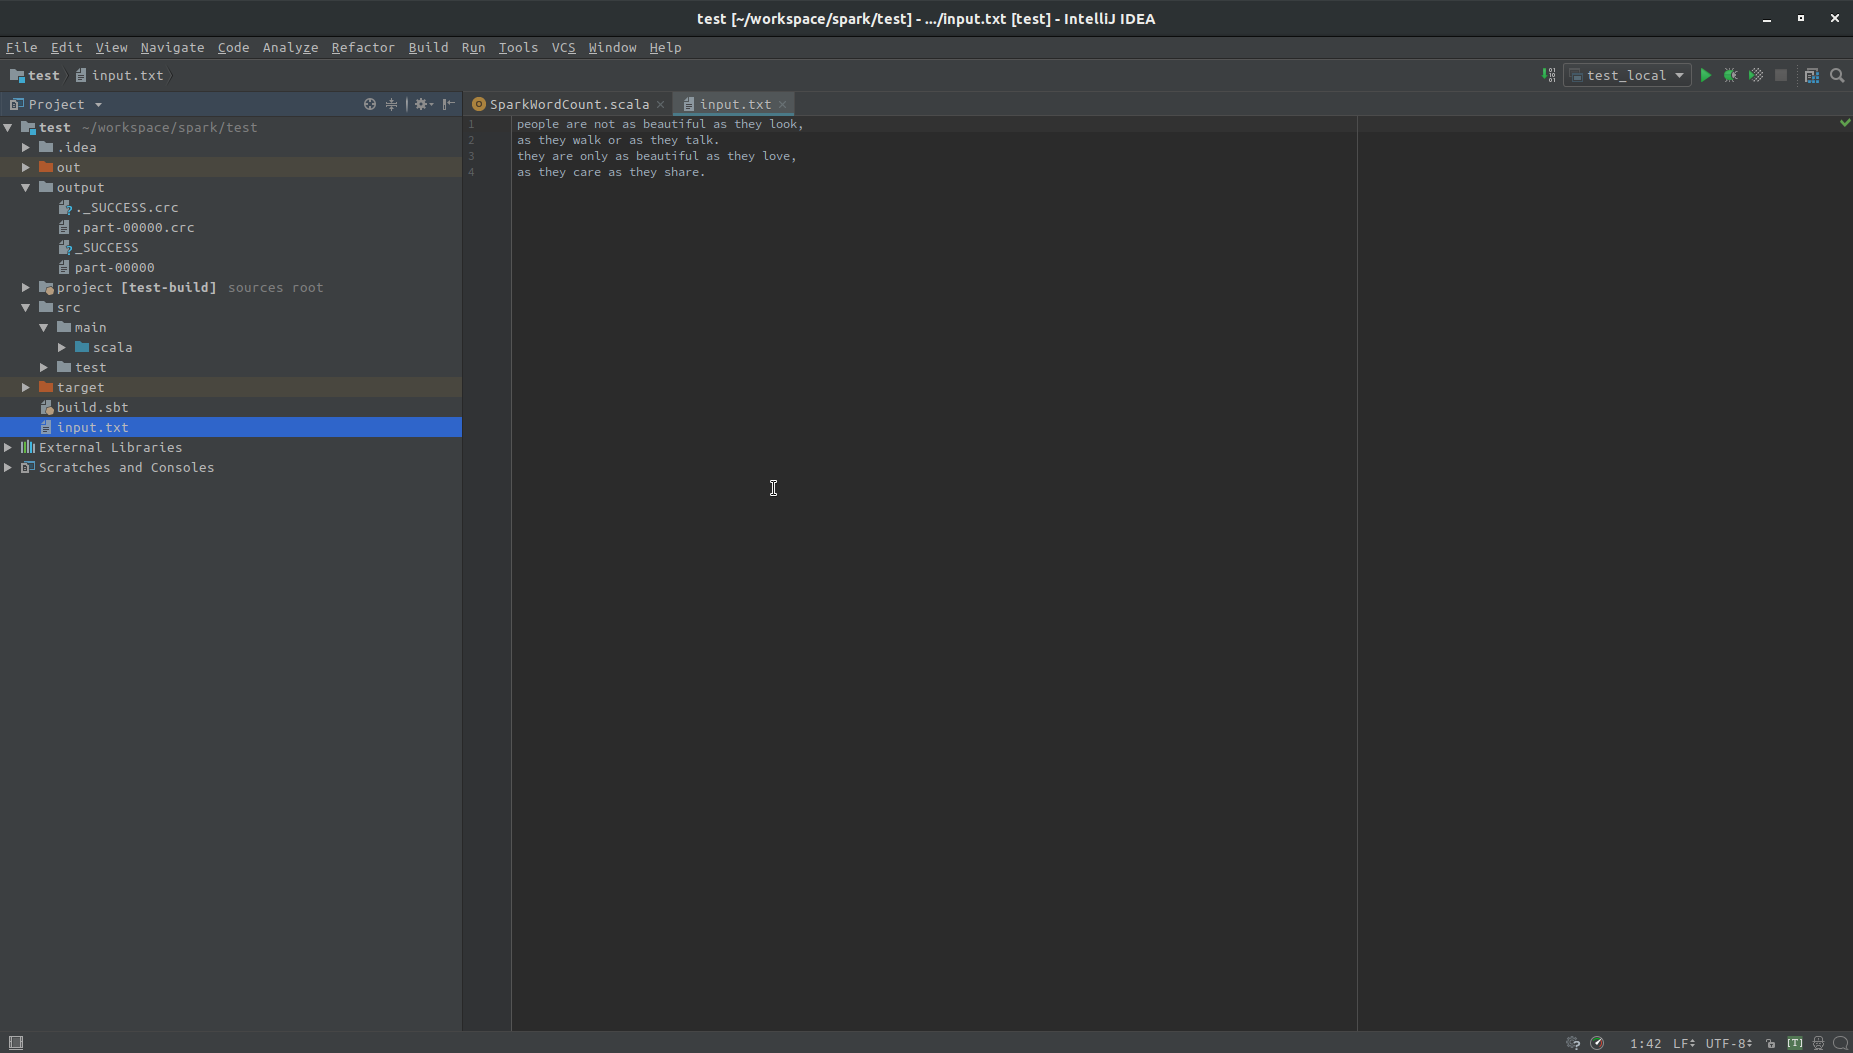 test [~/workspace/spark/test] - .../input.txt [test] - IntelliJ IDEA
File Edit View Navigate Code Analyze Refactor Build Run Tools VCS Window Help
test input.txt test_local
Project
SparkWordCount.scala input.txt
test ~/workspace/spark/test
.idea
out
output
._SUCCESS.crc
.part-00000.crc
_SUCCESS
part-00000
project [test-build] sources root
src
main
scala
test
target
build.sbt
input.txt
External Libraries
Scratches and Consoles
1 people are not as beautiful as they look,
2 as they walk or as they talk.
3 they are only as beautiful as they love,
4 as they care as they share.
1:42 LF UTF-8 [T]